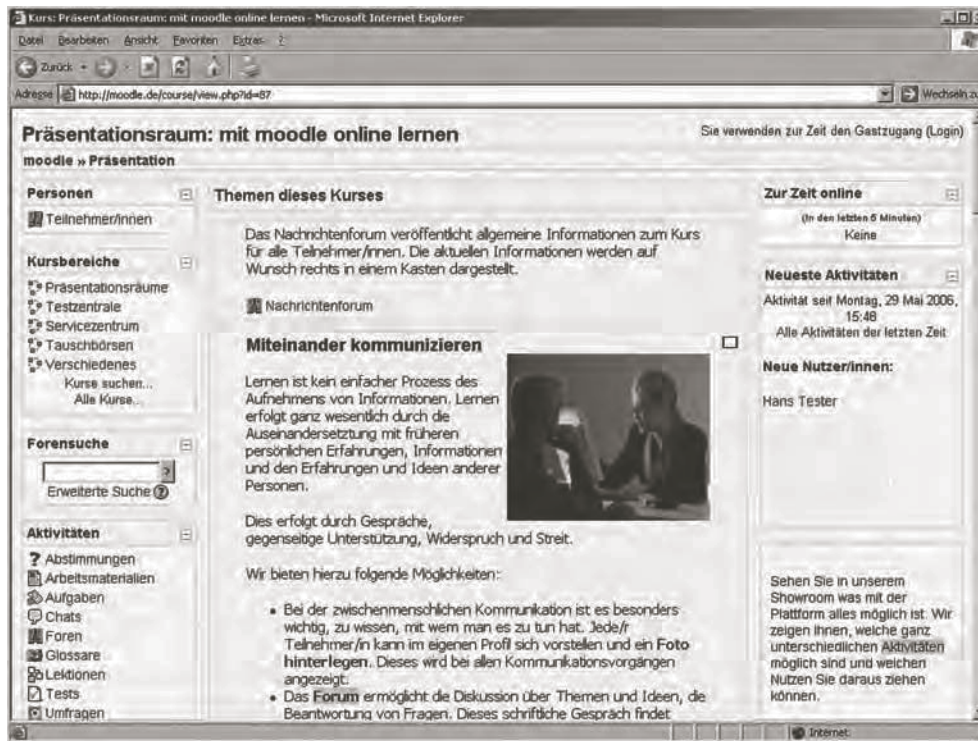 Kurs: Präsentationsraum: mit moodle online lernen - Microsoft Internet Explorer
Datei Bearbeiten Ansicht Favoriten Extras ?
Zurück
Adresse http://moodle.de/course/view.php?id=87 Wechseln zu
Präsentationsraum: mit moodle online lernen
Sie verwenden zur Zeit den Gastzugang (Login)
moodle » Präsentation
Personen
Teilnehmer/innen
Kursbereiche
Präsentationsräume
Testzentrale
Servicezentrum
Tauschbörsen
Verschiedenes
Kurse suchen...
Alle Kurse...
Forensuche
Erweiterte Suche ?
Aktivitäten
Abstimmungen
Arbeitsmaterialien
Aufgaben
Chats
Foren
Glossare
Lektionen
Tests
Umfragen
Themen dieses Kurses
Das Nachrichtenforum veröffentlicht allgemeine Informationen zum Kurs
für alle Teilnehmer/innen. Die aktuellen Informationen werden auf
Wunsch rechts in einem Kasten dargestellt.
Nachrichtenforum
Miteinander kommunizieren
Lernen ist kein einfacher Prozess des
Aufnehmens von Informationen. Lernen
erfolgt ganz wesentlich durch die
Auseinandersetztung mit früheren
persönlichen Erfahrungen, Informationen
und den Erfahrungen und Ideen anderer
Personen.
Dies erfolgt durch Gespräche,
gegenseitige Unterstützung, Widerspruch und Streit.
Wir bieten hierzu folgende Möglichkeiten:
• Bei der zwischenmenschlichen Kommunikation ist es besonders
wichtig, zu wissen, mit wem man es zu tun hat. Jede/r
Teilnehmer/in kann im eigenen Profil sich vorstellen und ein Foto
hinterlegen. Dieses wird bei allen Kommunikationsvorgängen
angezeigt.
• Das Forum ermöglicht die Diskussion über Themen und Ideen, die
Beantwortung von Fragen. Dieses schriftliche Gespräch findet
Zur Zeit online
(In den letzten 5 Minuten)
Keine
Neueste Aktivitäten
Aktivität seit Montag, 29 Mai 2006,
15:48
Alle Aktivitäten der letzten Zeit
Neue Nutzer/innen:
Hans Tester
Sehen Sie in unserem
Showroom was mit der
Plattform alles möglich ist. Wir
zeigen Ihnen, welche ganz
unterschiedlichen Aktivitäten
möglich sind und welchen
Nutzen Sie daraus ziehen
können.
Internet